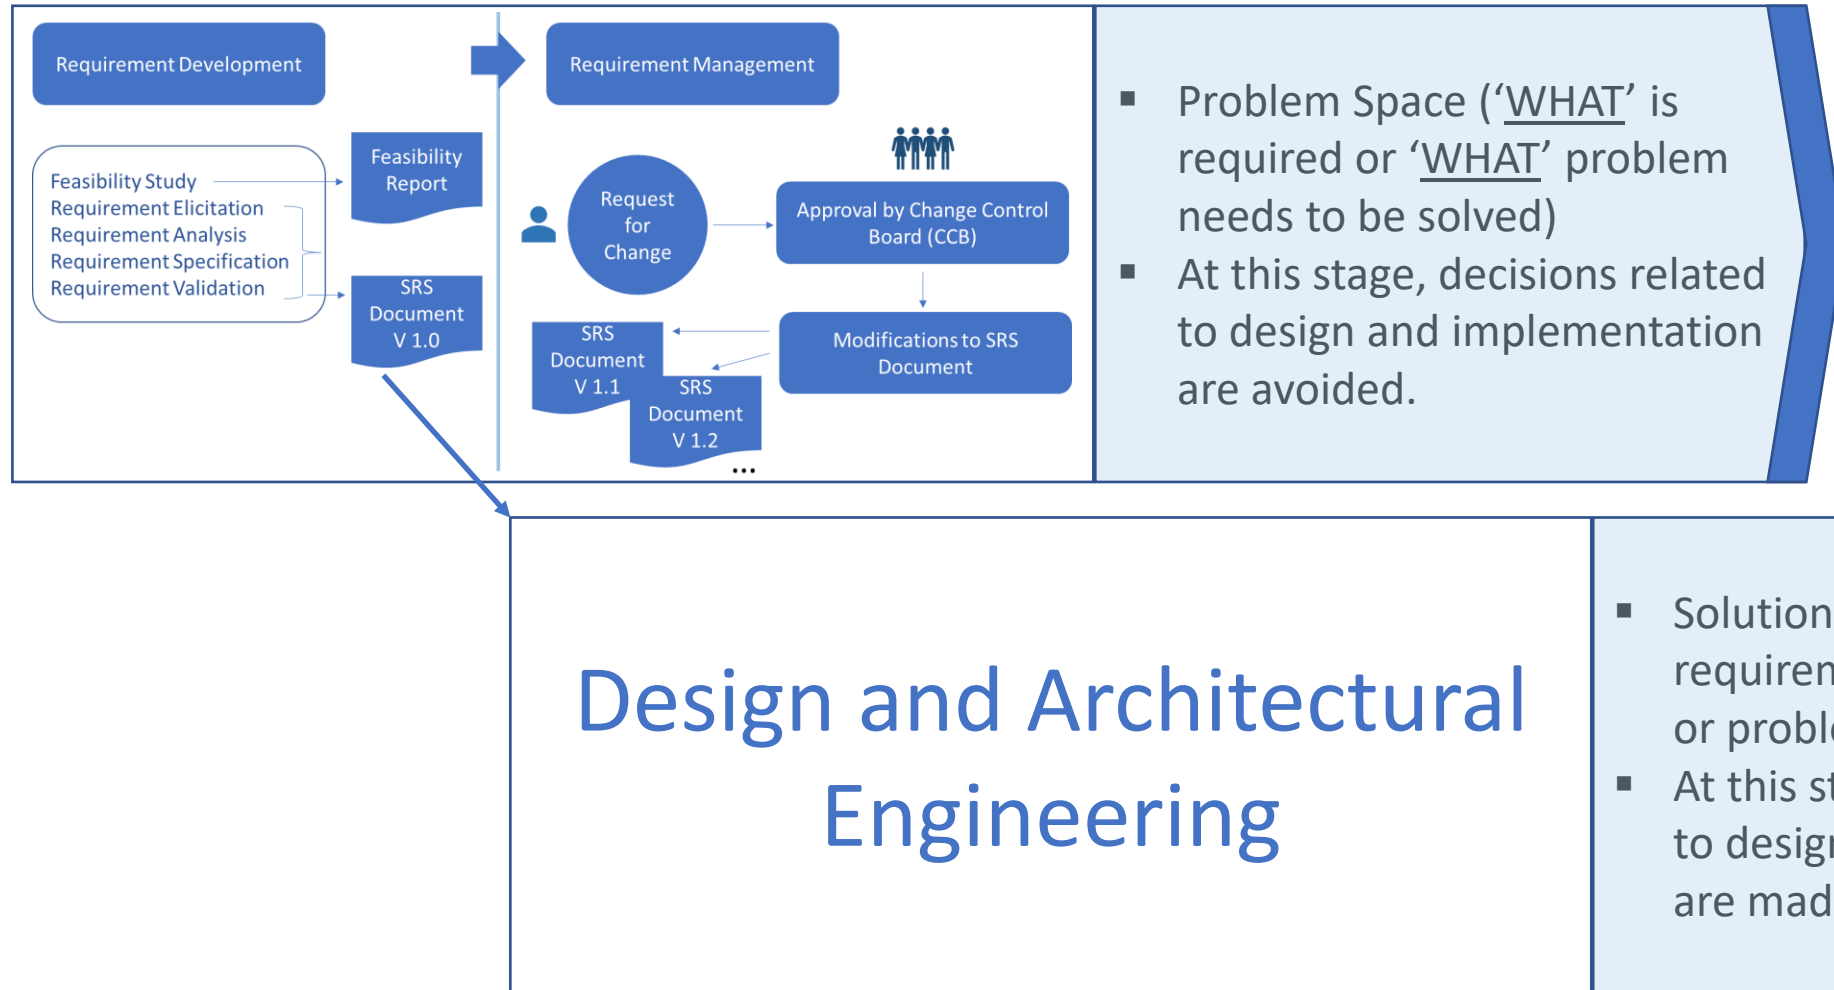 Requirement Development
Requirement Management
Feasibility Study
Requirement Elicitation
Requirement Analysis
Requirement Specification
Requirement Validation
Feasibility
Report
SRS
Document
V 1.0
Request
for
Change
Approval by Change Control
Board (CCB)
Modifications to SRS
Document
SRS
Document
V 1.1
SRS
Document
V 1.2
...
▪ Problem Space (‘WHAT’ is
required or ‘WHAT’ problem
needs to be solved)
▪ At this stage, decisions related
to design and implementation
are avoided.
Design and Architectural
Engineering
▪ Solution
or
▪ At this
to
are